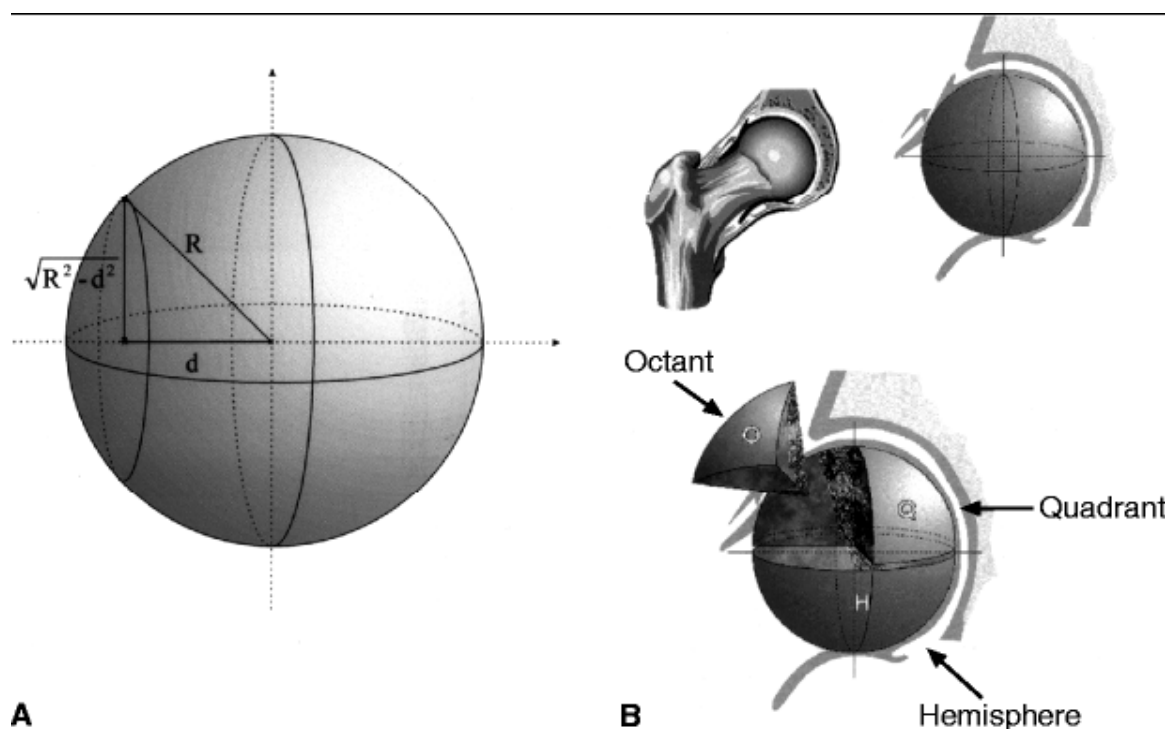 R
√R² - d²
d
A
Octant
O
Q
Quadrant
H
Hemisphere
B